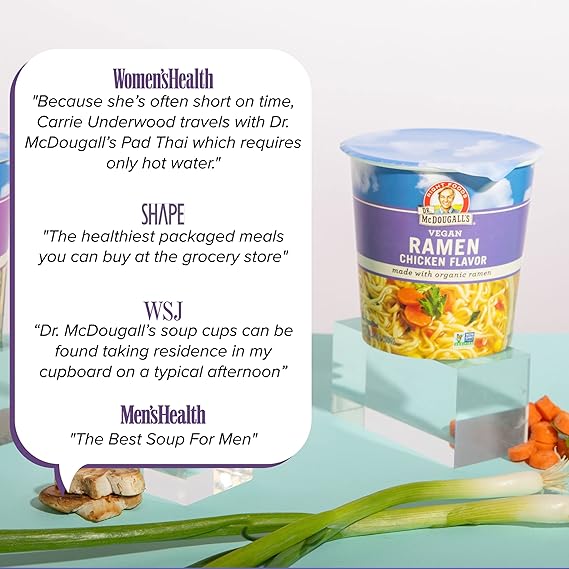 Women'sHealth
"Because she's often short on time,
Carrie Underwood travels with Dr.
McDougall's Pad Thai which requires
only hot water."
SHAPE
"The healthiest packaged meals
you can buy at the grocery store"
WSJ
“Dr. McDougall's soup cups can be
found taking residence in my
cupboard on a typical afternoon”
Men'sHealth
"The Best Soup For Men"
RIGHT FOODS
DR.
McDOUGALL'S
VEGAN
RAMEN
CHICKEN FLAVOR
made with organic ramen